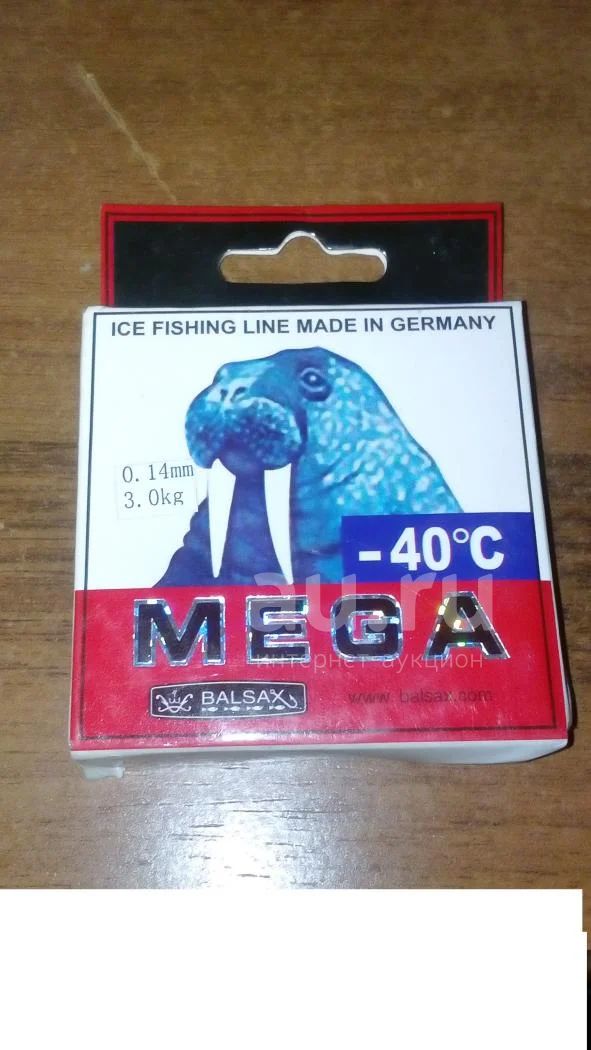 ICE FISHING LINE MADE IN GERMANY
0.14mm
3.0kg
-40°C
MEGA
au.ru
интернет-аукцион
BALSAX
www.balsax.com